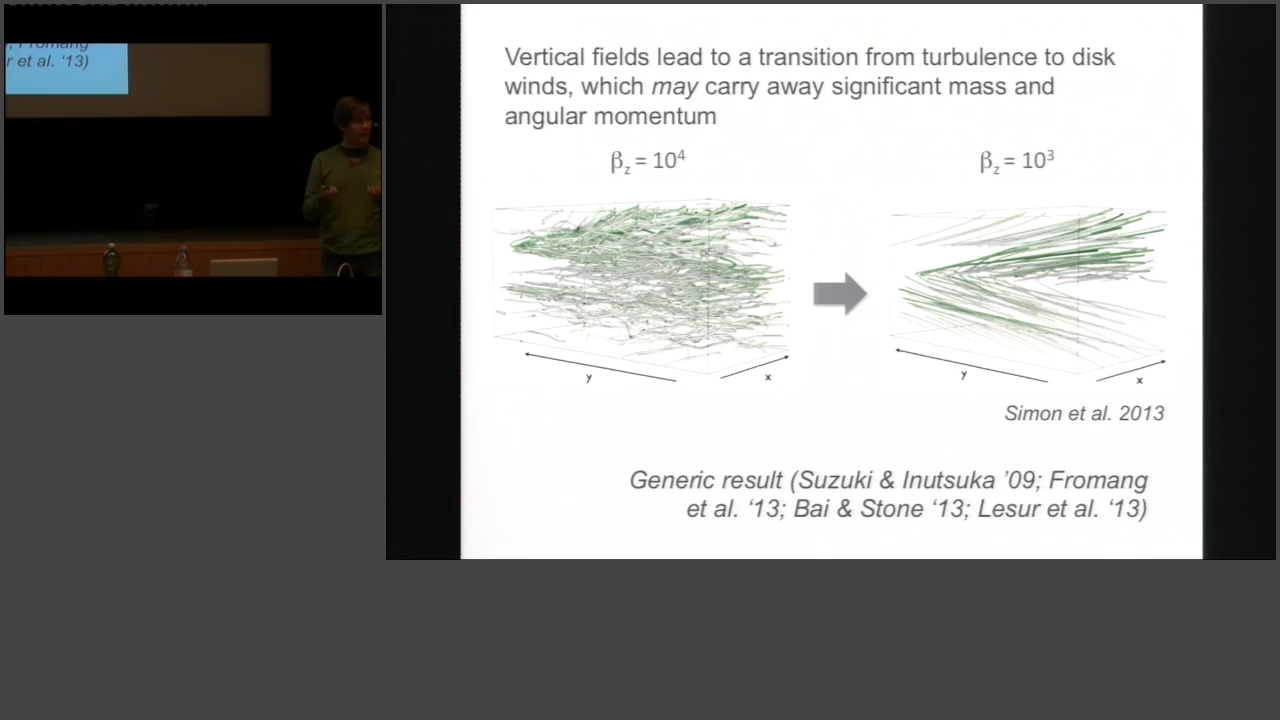 r et al. ‘13)
Vertical fields lead to a transition from turbulence to disk
winds, which may carry away significant mass and
angular momentum
βz = 10⁴
βz = 10³
y
x
y
x
Simon et al. 2013
Generic result (Suzuki & Inutsuka ’09; Fromang
et al. ‘13; Bai & Stone ‘13; Lesur et al. ‘13)